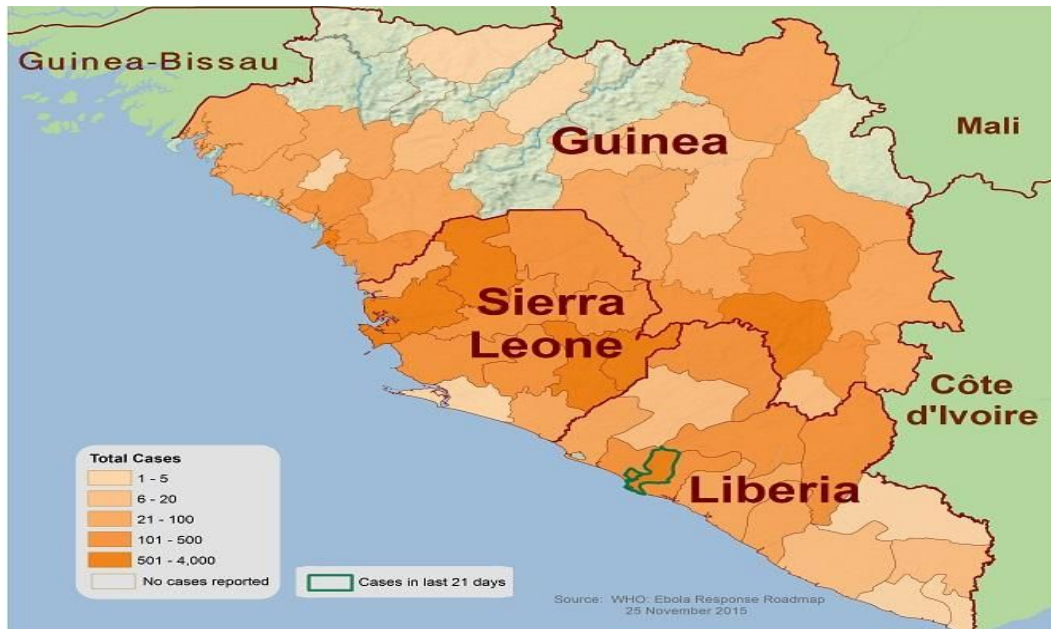 Guinea-Bissau
Guinea
Mali
Sierra
Leone
Côte
d'Ivoire
Liberia
Total Cases
1 - 5
6 - 20
21 - 100
101 - 500
501 - 4,000
No cases reported
Cases in last 21 days
Source: WHO: Ebola Response Roadmap
25 November 2015